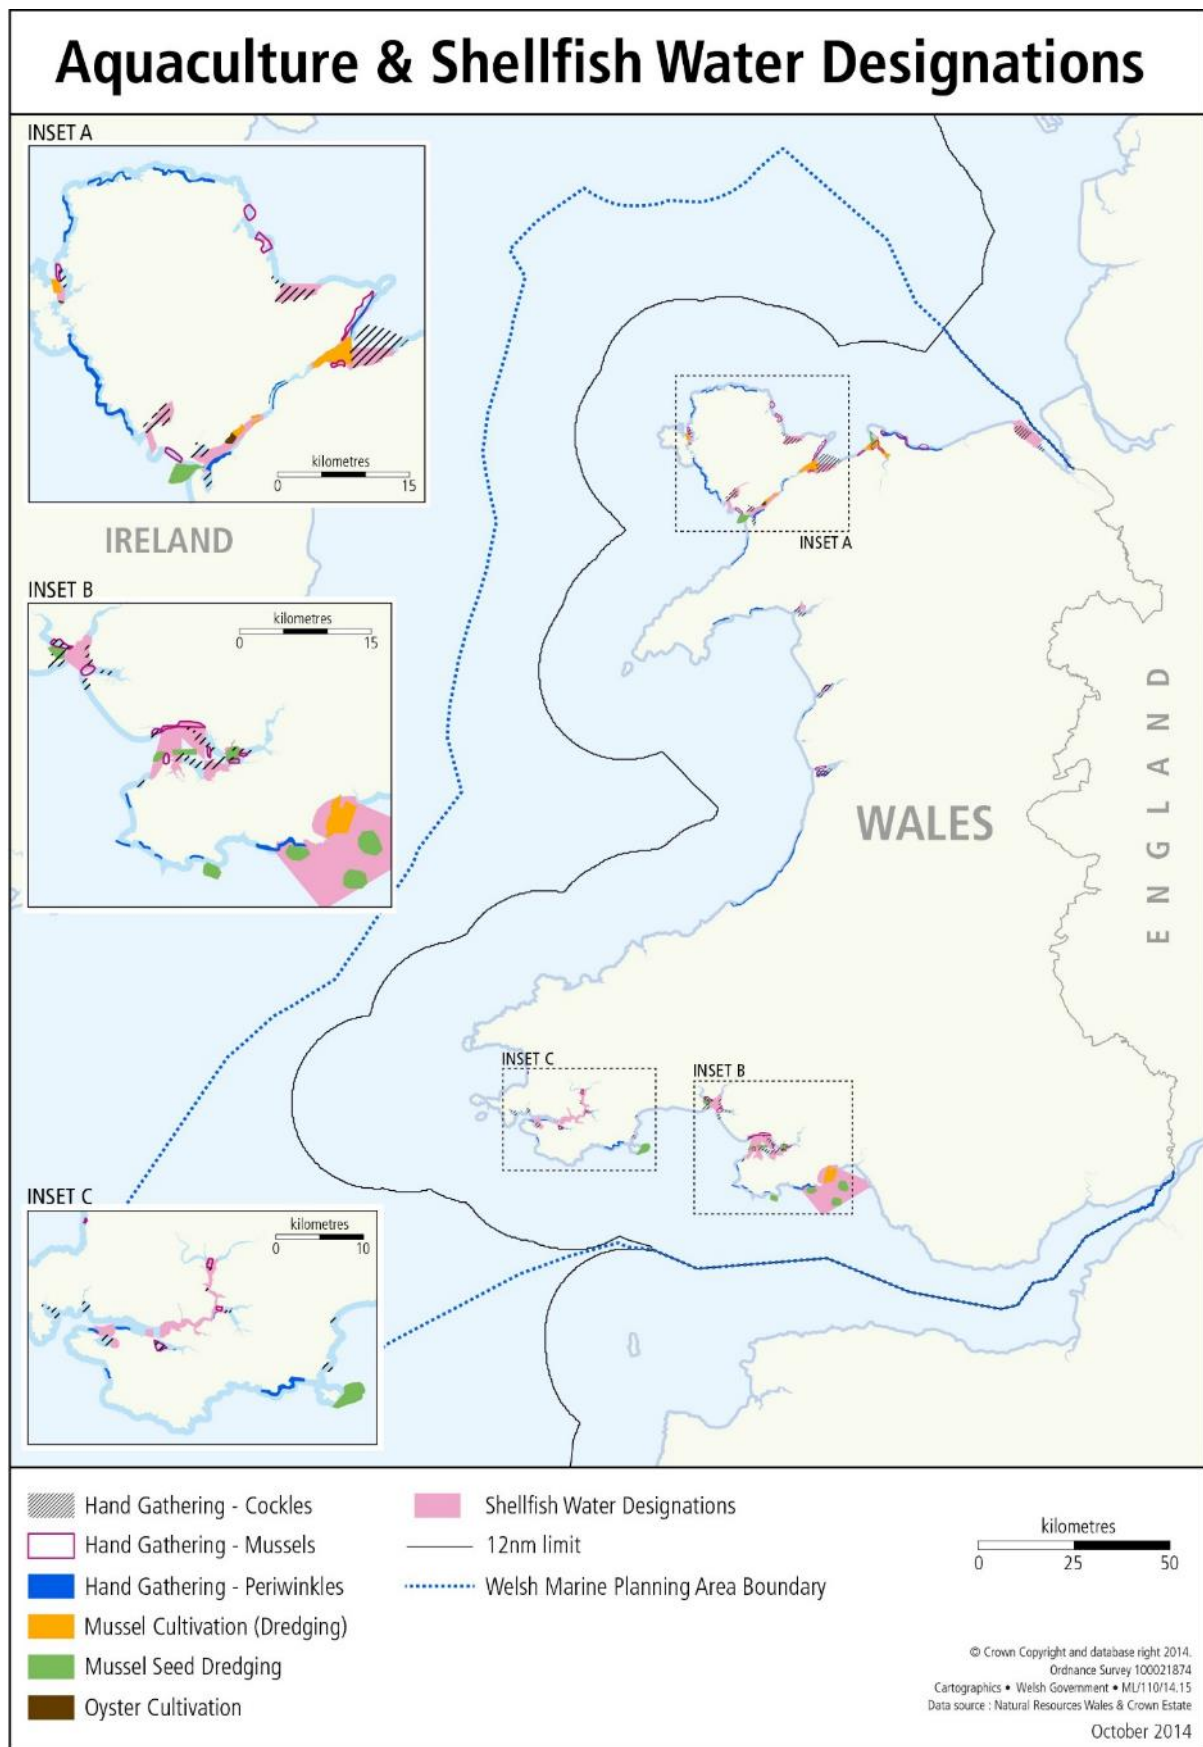 Aquaculture & Shellfish Water Designations
INSET A
kilometres
0 15
IRELAND
INSET B
kilometres
0 15
INSET C
kilometres
0 10
INSET A
WALES
ENGLAND
INSET C
INSET B
Hand Gathering - Cockles
Hand Gathering - Mussels
Hand Gathering - Periwinkles
Mussel Cultivation (Dredging)
Mussel Seed Dredging
Oyster Cultivation
Shellfish Water Designations
12nm limit
Welsh Marine Planning Area Boundary
kilometres
0 25 50
© Crown Copyright and database right 2014.
Ordnance Survey 100021874
Cartographics • Welsh Government • ML/110/14.15
Data source : Natural Resources Wales & Crown Estate
October 2014